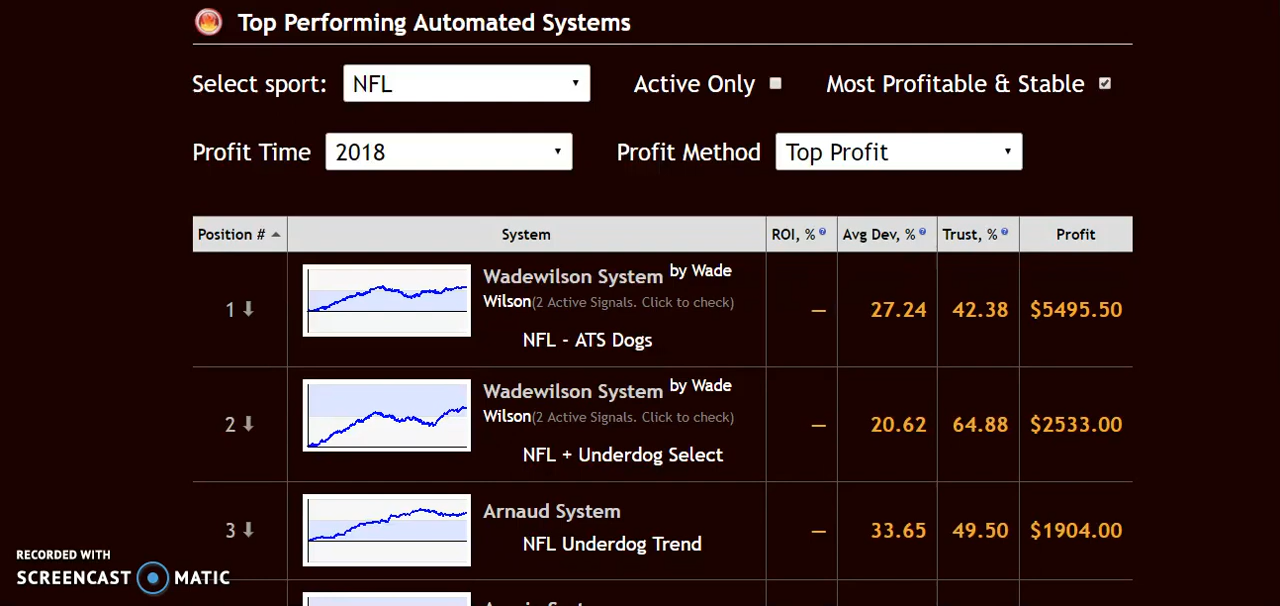 Top Performing Automated Systems
Select sport: NFL Active Only Most Profitable & Stable
Profit Time 2018 Profit Method Top Profit
Position # System ROI, % Avg Dev, % Trust, % Profit
Wadewilson System by Wade
Wilson(2 Active Signals. Click to check)
1 — 27.24 42.38 $5495.50
NFL - ATS Dogs
Wadewilson System by Wade
Wilson(2 Active Signals. Click to check)
2 — 20.62 64.88 $2533.00
NFL + Underdog Select
Arnaud System
3 — 33.65 49.50 $1904.00
NFL Underdog Trend
RECORDED WITH
SCREENCAST MATIC